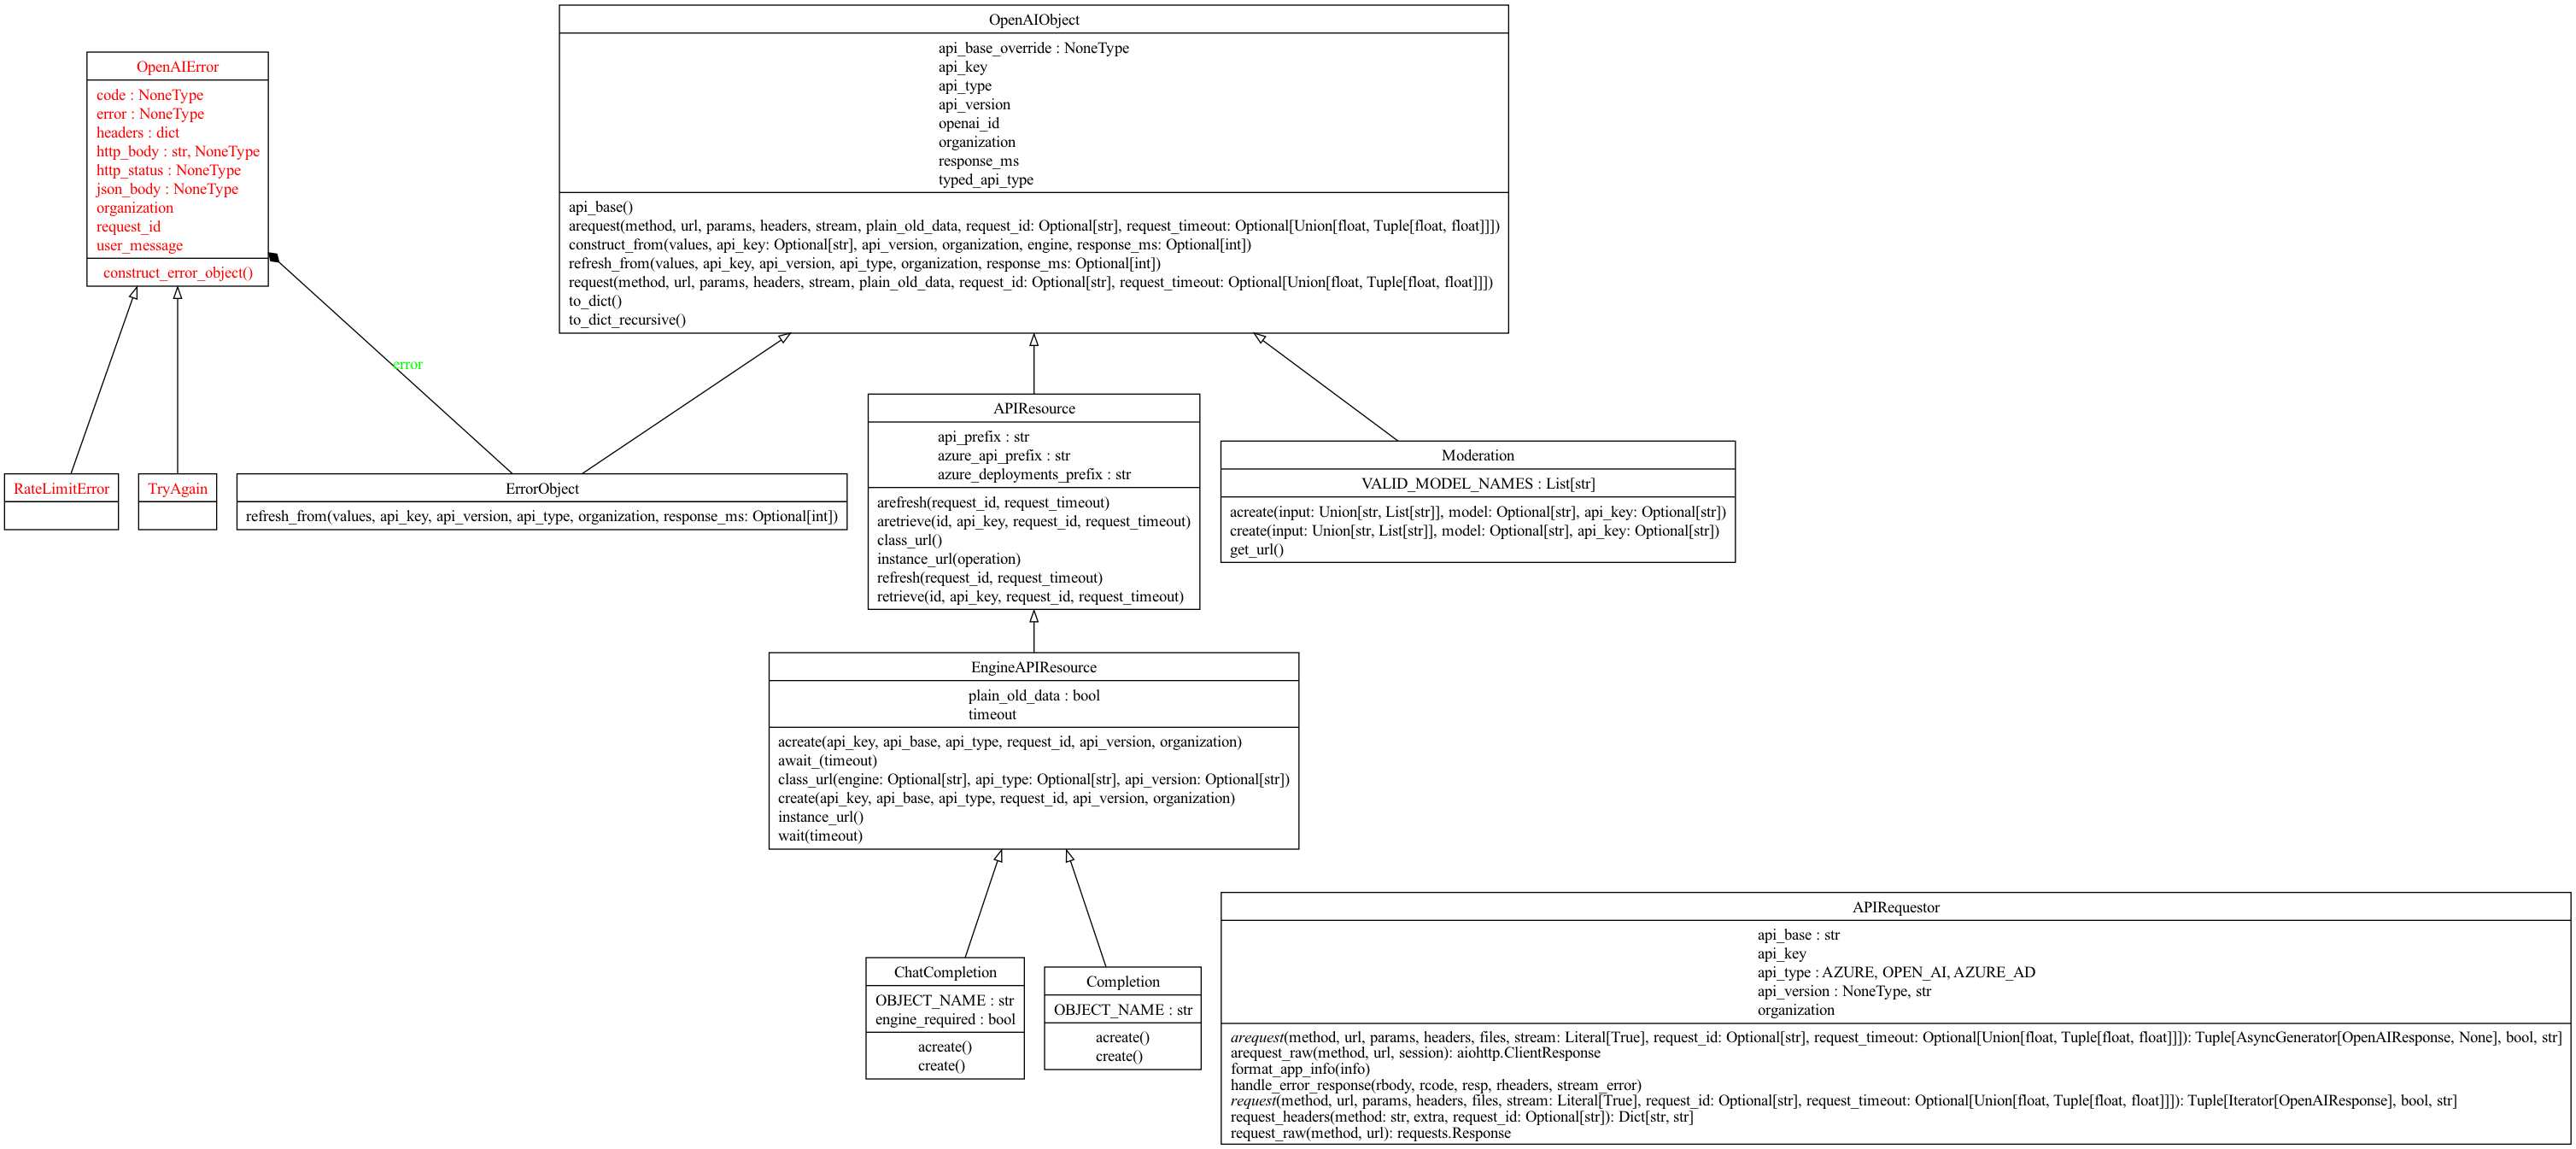 OpenAIObject
api_base_override : NoneType
api_key
api_type
api_version
openai_id
organization
response_ms
typed_api_type
api_base()
arequest(method, url, params, headers, stream, plain_old_data, request_id: Optional[str], request_timeout: Optional[Union[float, Tuple[float, float]]])
construct_from(values, api_key: Optional[str], api_version, organization, engine, response_ms: Optional[int])
refresh_from(values, api_key, api_version, api_type, organization, response_ms: Optional[int])
request(method, url, params, headers, stream, plain_old_data, request_id: Optional[str], request_timeout: Optional[Union[float, Tuple[float, float]]])
to_dict()
to_dict_recursive()
OpenAIError
code : NoneType
error : NoneType
headers : dict
http_body : str, NoneType
http_status : NoneType
json_body : NoneType
organization
request_id
user_message
construct_error_object()
error
RateLimitError
TryAgain
ErrorObject
refresh_from(values, api_key, api_version, api_type, organization, response_ms: Optional[int])
APIResource
api_prefix : str
azure_api_prefix : str
azure_deployments_prefix : str
arefresh(request_id, request_timeout)
aretrieve(id, api_key, request_id, request_timeout)
class_url()
instance_url(operation)
refresh(request_id, request_timeout)
retrieve(id, api_key, request_id, request_timeout)
Moderation
VALID_MODEL_NAMES : List[str]
acreate(input: Union[str, List[str]], model: Optional[str], api_key: Optional[str])
create(input: Union[str, List[str]], model: Optional[str], api_key: Optional[str])
get_url()
EngineAPIResource
plain_old_data : bool
timeout
acreate(api_key, api_base, api_type, request_id, api_version, organization)
await_(timeout)
class_url(engine: Optional[str], api_type: Optional[str], api_version: Optional[str])
create(api_key, api_base, api_type, request_id, api_version, organization)
instance_url()
wait(timeout)
ChatCompletion
OBJECT_NAME : str
engine_required : bool
acreate()
create()
Completion
OBJECT_NAME : str
acreate()
create()
APIRequestor
api_base : str
api_key
api_type : AZURE, OPEN_AI, AZURE_AD
api_version : NoneType, str
organization
arequest(method, url, params, headers, files, stream: Literal[True], request_id: Optional[str], request_timeout: Optional[Union[float, Tuple[float, float]]]): Tuple[AsyncGenerator[OpenAIResponse, None], bool, str]
arequest_raw(method, url, session): aiohttp.ClientResponse
format_app_info(info)
handle_error_response(rbody, rcode, resp, rheaders, stream_error)
request(method, url, params, headers, files, stream: Literal[True], request_id: Optional[str], request_timeout: Optional[Union[float, Tuple[float, float]]]): Tuple[Iterator[OpenAIResponse], bool, str]
request_headers(method: str, extra, request_id: Optional[str]): Dict[str, str]
request_raw(method, url): requests.Response